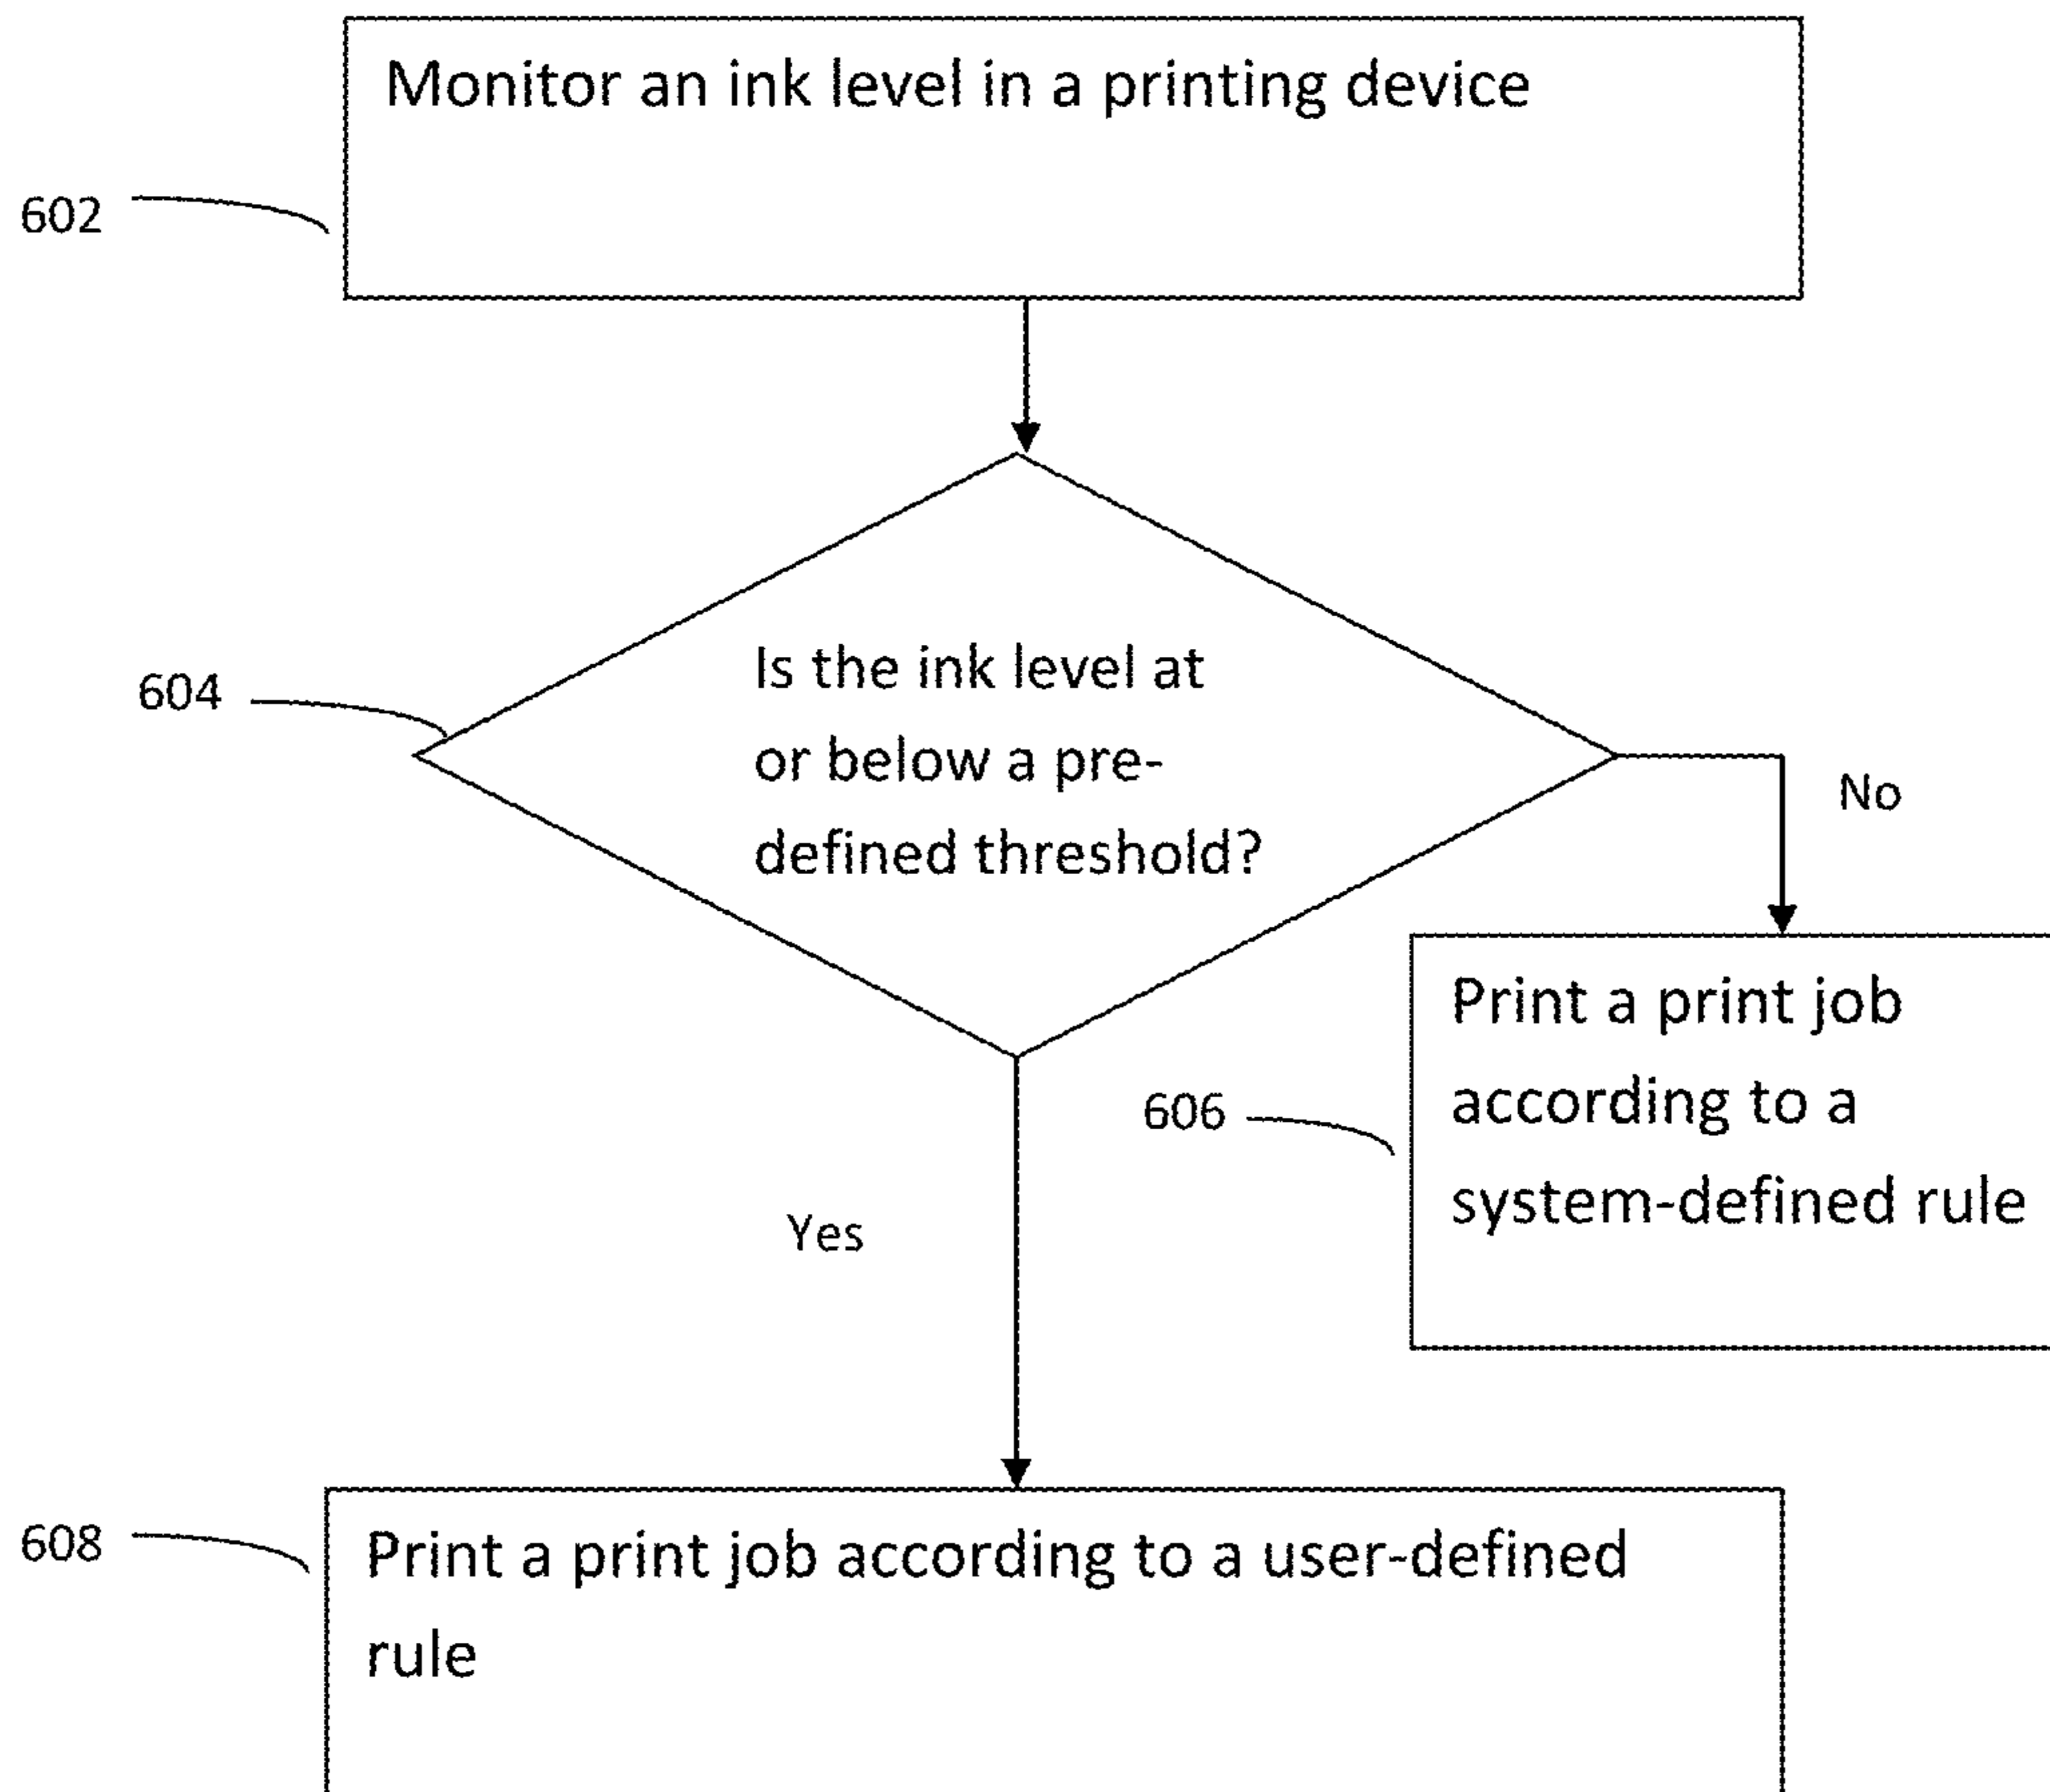 Monitor an ink level in a printing device
602
Is the ink level at
or below a pre-
defined threshold?
604
No
Print a print job
according to a
system-defined rule
606
Yes
608
Print a print job according to a user-defined
rule